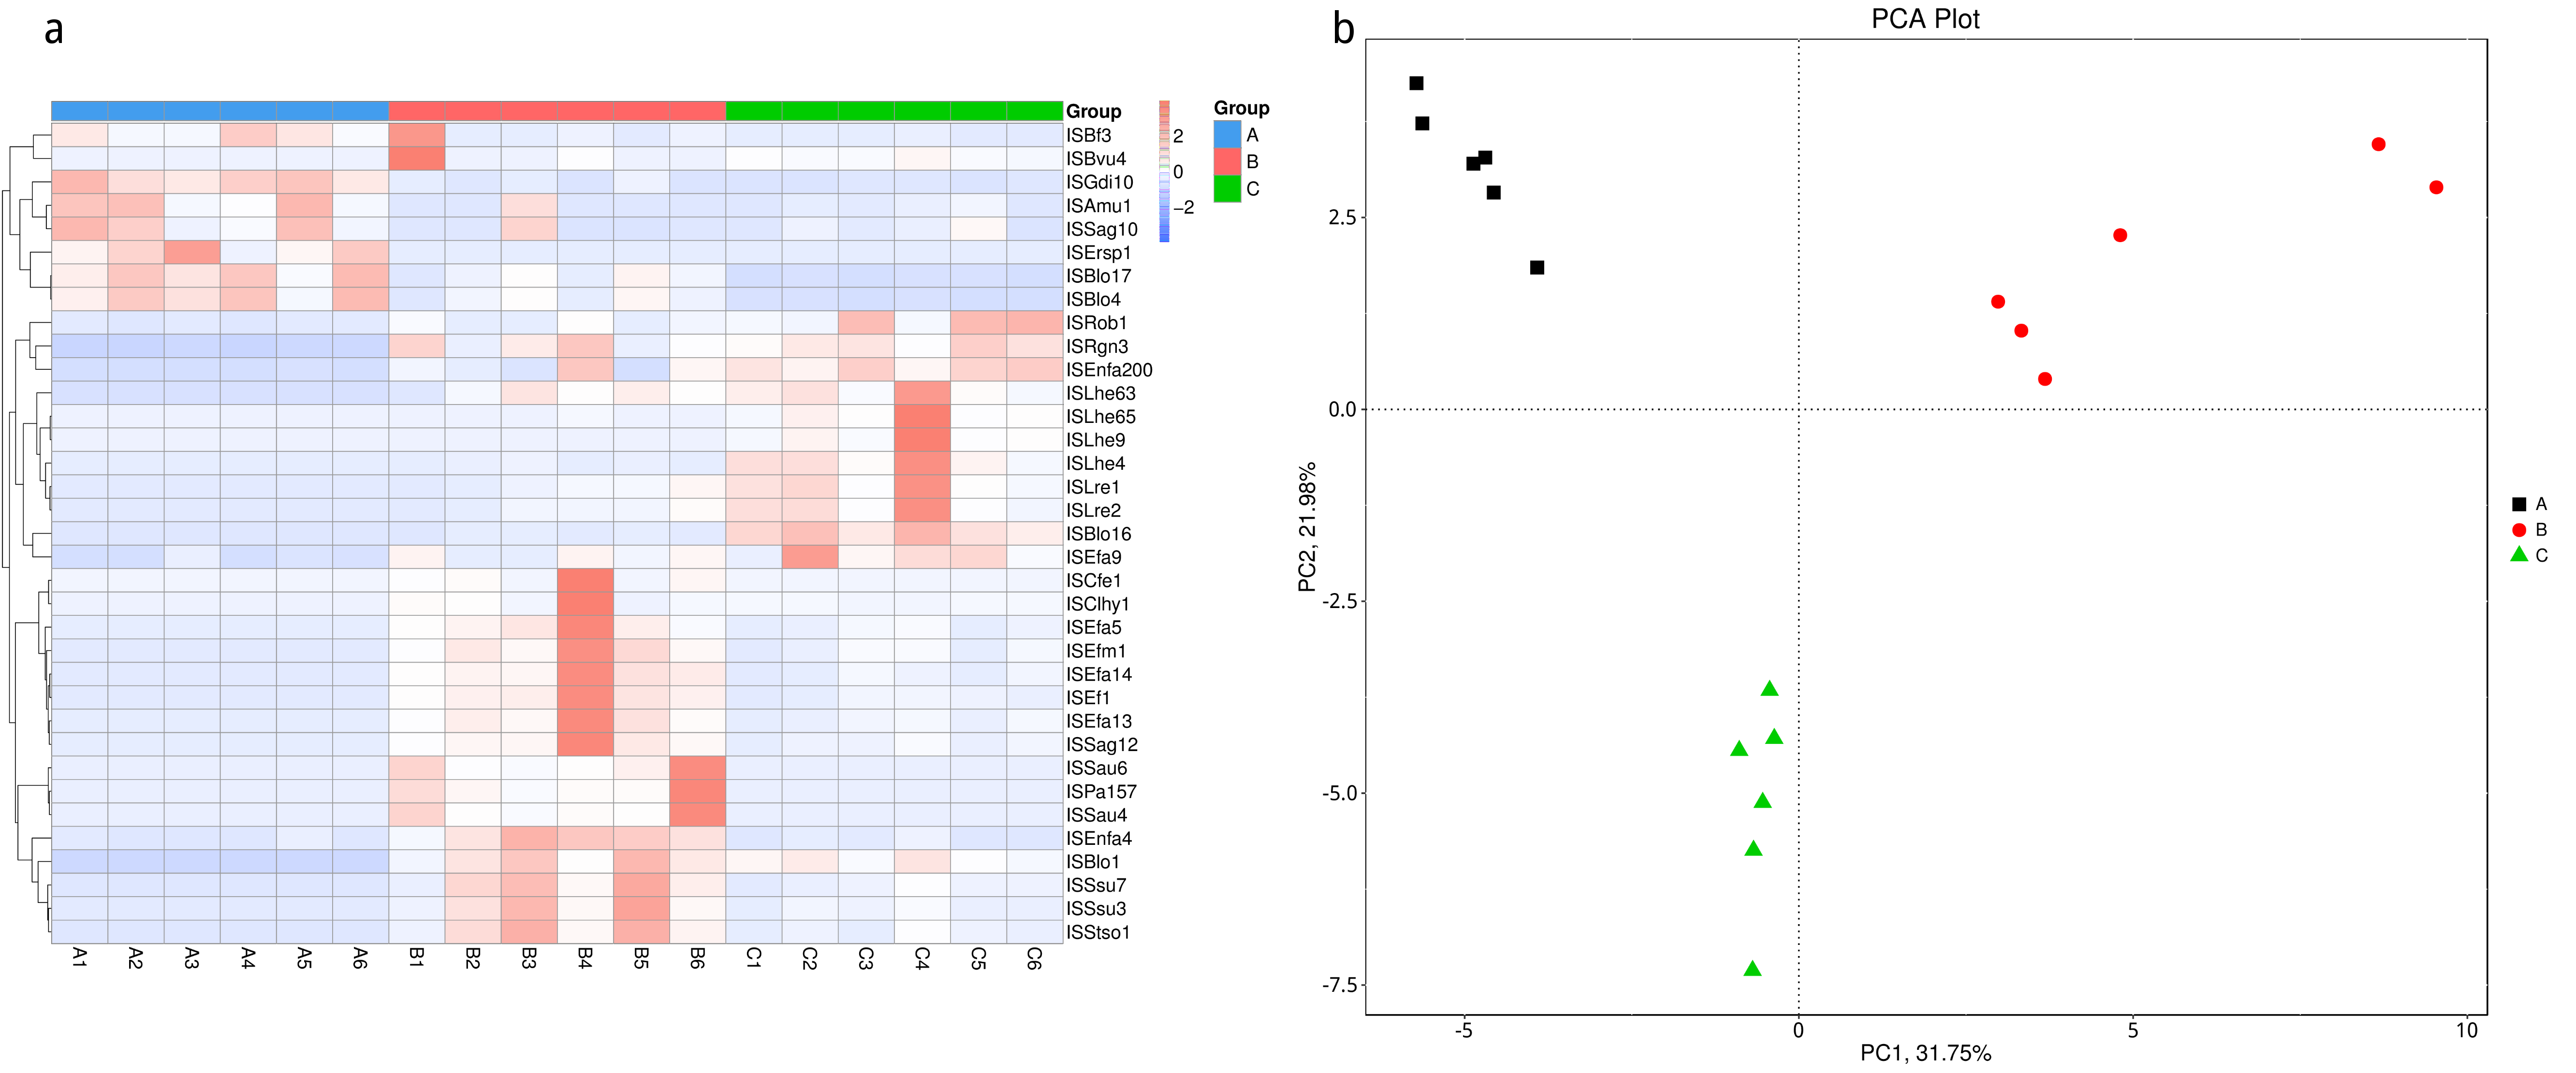 a
Group
ISBf3
ISBvu4
ISGdi10
ISAmu1
ISSag10
ISErsp1
ISBlo17
ISBlo4
ISRob1
ISRgn3
ISEnfa200
ISLhe63
ISLhe65
ISLhe9
ISLhe4
ISLre1
ISLre2
ISBlo16
ISEfa9
ISCfe1
ISClhy1
ISEfa5
ISEfm1
ISEfa14
ISEf1
ISEfa13
ISSag12
ISSau6
ISPa157
ISSau4
ISEnfa4
ISBlo1
ISSsu7
ISSsu3
ISStso1
A1 A2 A3 A4 A5 A6 B1 B2 B3 B4 B5 B6 C1 C2 C3 C4 C5 C6
2
0
−2
Group
A
B
C
b
PCA Plot
2.5
0.0
-2.5
-5.0
-7.5
PC2, 21.98%
-5 0 5 10
PC1, 31.75%
A
B
C